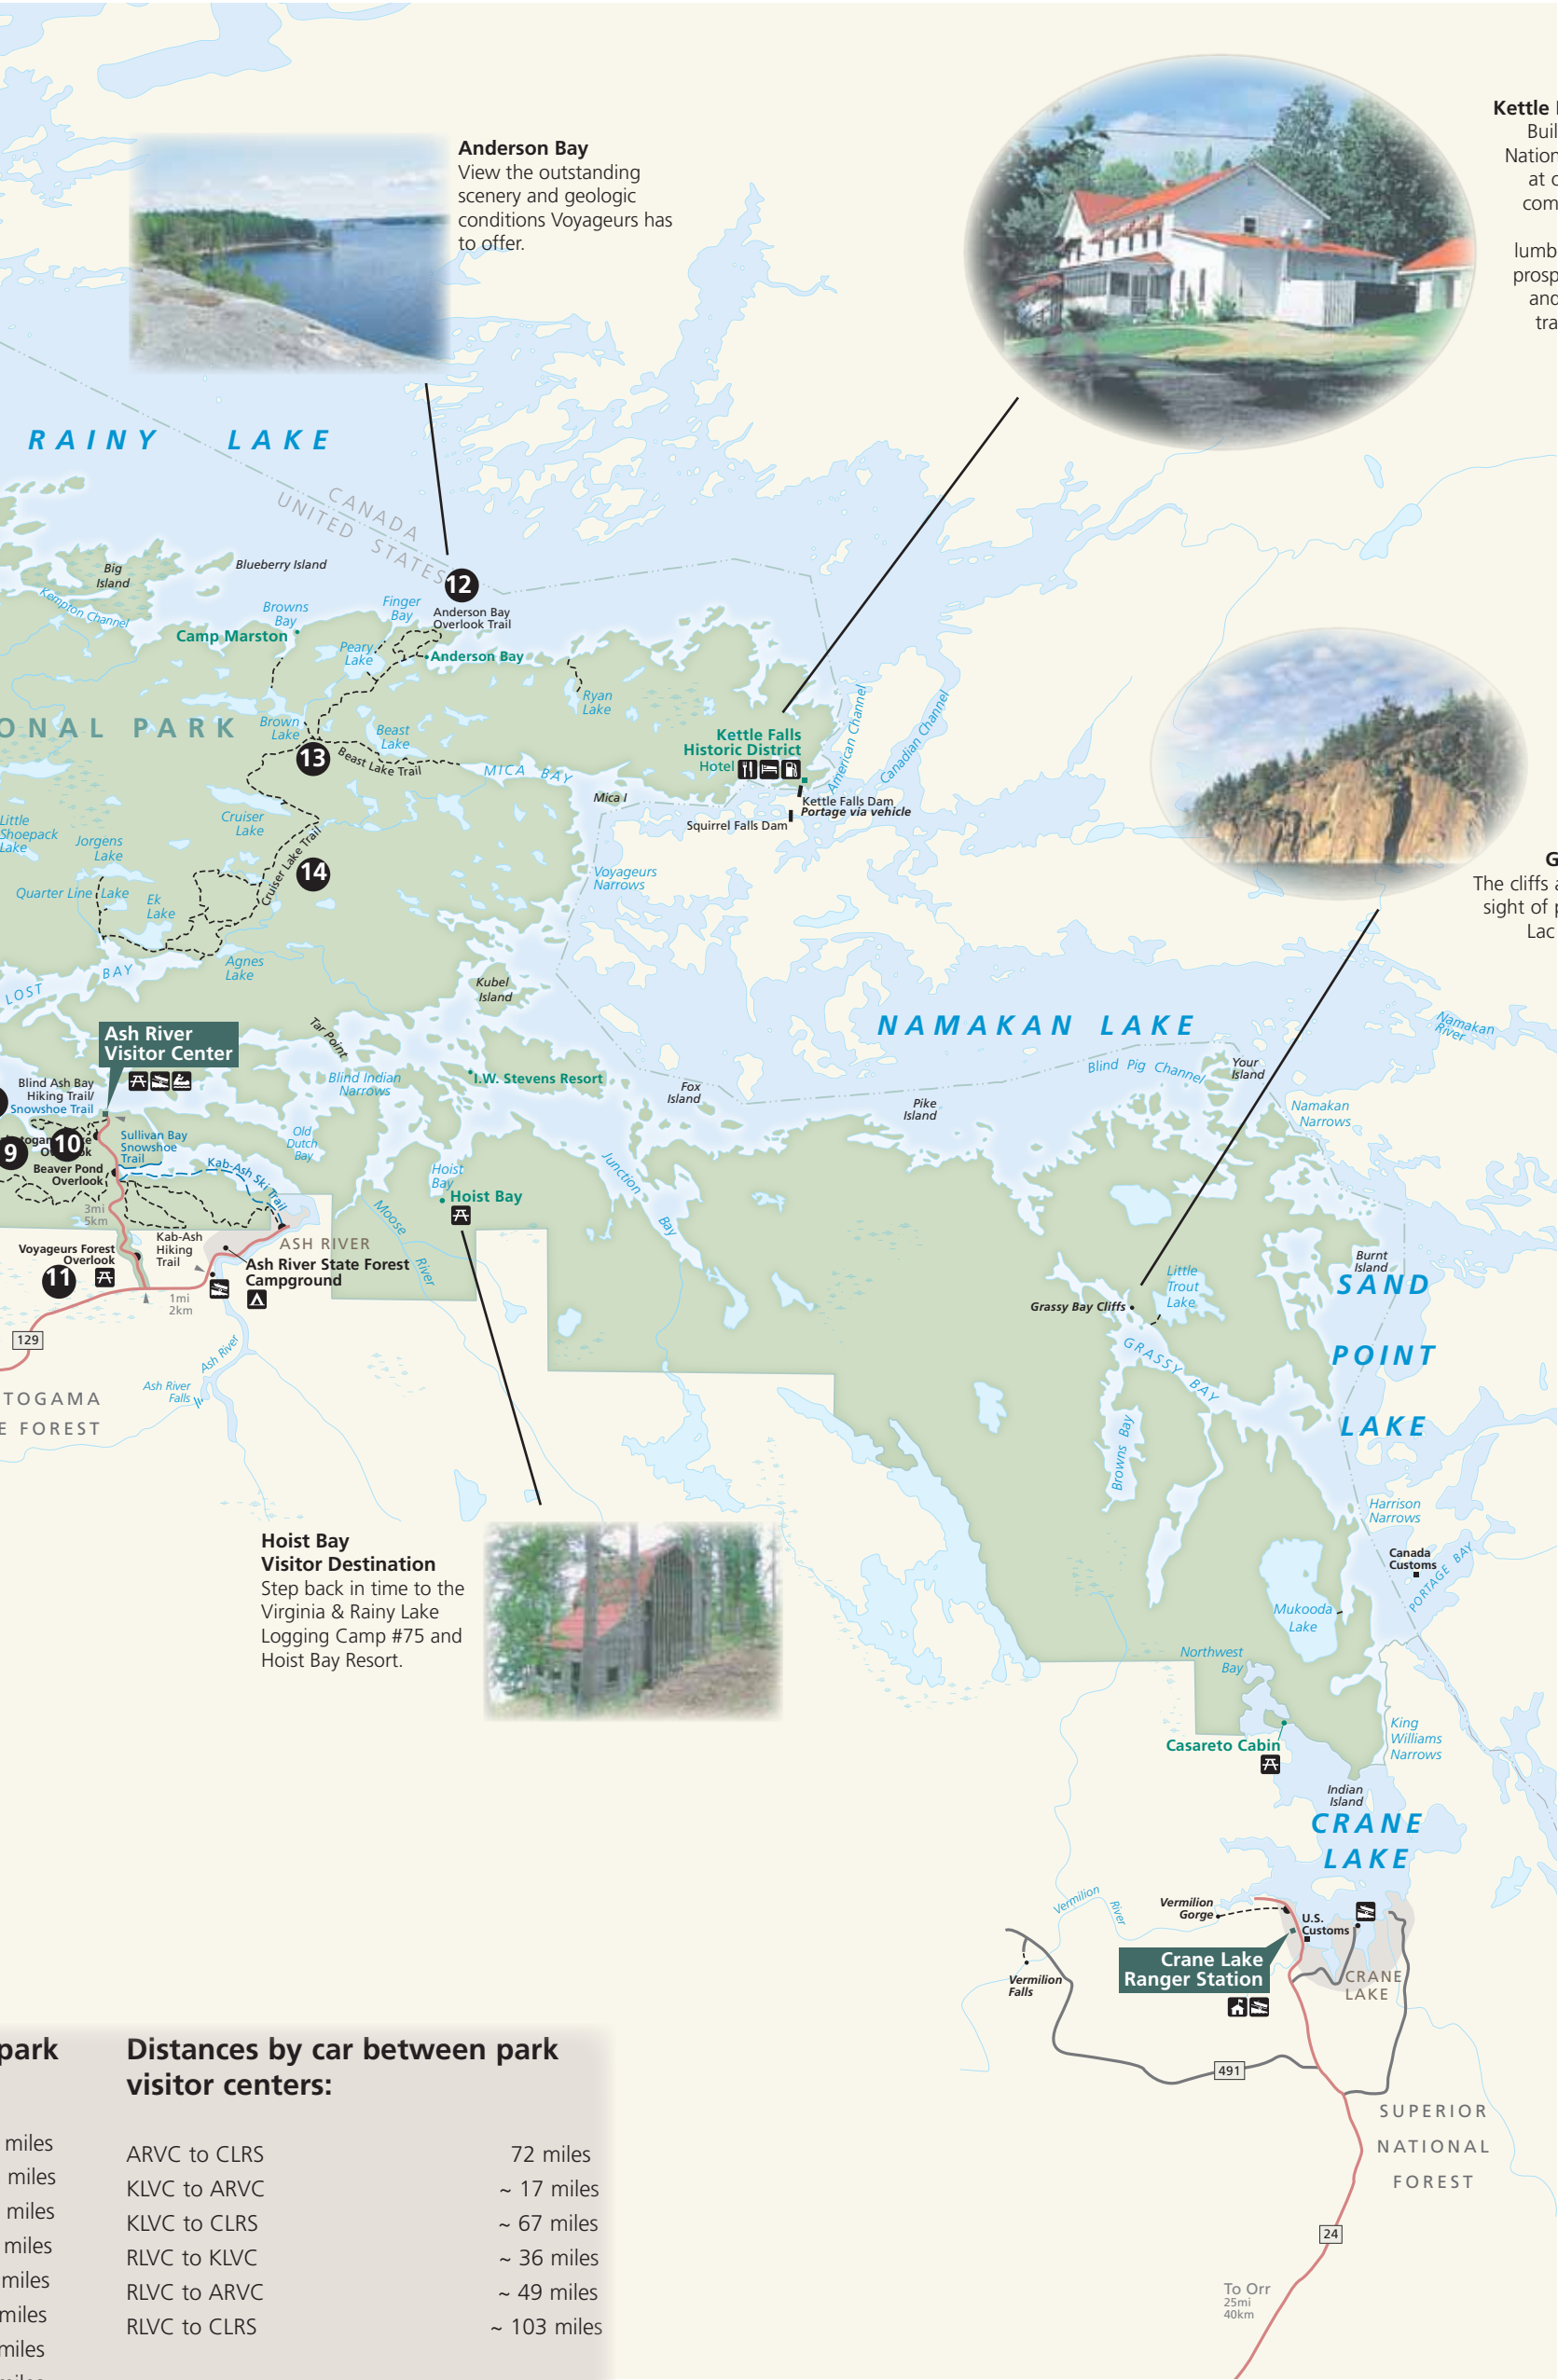 Anderson Bay
View the outstanding
scenery and geologic
conditions Voyageurs has
to offer.
Kettle
Buil
Nation
at
com
lumb
prosp
and
tra
RAINY LAKE
CANADA
UNITED STATES
Big
Island
Blueberry Island
Kempton Channel
Browns
Bay
Camp Marston
Finger
Bay
12
Anderson Bay
Overlook Trail
Peary
Lake
Anderson Bay
Ryan
Lake
ONAL PARK
Brown
Lake
Beast
Lake
13
Beast Lake Trail
MICA BAY
Mica I
Kettle Falls
Historic District
Hotel
American Channel
Canadian Channel
Kettle Falls Dam
Portage via vehicle
Squirrel Falls Dam
Little
Shoepack
Lake
Jorgens
Lake
Cruiser
Lake
Cruiser Lake Trail
14
Quarter Line Lake
Ek
Lake
Voyageurs
Narrows
G
The cliffs a
sight of p
Lac
LOST BAY
Agnes
Lake
Kubel
Island
Tar Point
NAMAKAN LAKE
Namakan
River
Ash River
Visitor Center
Blind Ash Bay
Hiking Trail/
Snowshoe Trail
Blind Indian
Narrows
I.W. Stevens Resort
Fox
Island
Pike
Island
Blind Pig Channel
Your
Island
Namakan
Narrows
9
10
Sullivan Bay
Snowshoe
Trail
Beaver Pond
Overlook
Kab-Ash Ski Trail
Old
Dutch
Bay
Hoist
Bay
Hoist Bay
Junction Bay
3mi
5km
Moose River
Kab-Ash
Hiking
Trail
ASH RIVER
Voyageurs Forest
Overlook
11
Ash River State Forest
Campground
1mi
2km
129
Ash River
Ash River
Falls
TOGAMA
E FOREST
Burnt
Island
Little
Trout
Lake
Grassy Bay Cliffs
GRASSY BAY
Browns Bay
SAND
POINT
LAKE
Harrison
Narrows
Canada
Customs
PORTAGE BAY
Mukooda
Lake
Hoist Bay
Visitor Destination
Step back in time to the
Virginia & Rainy Lake
Logging Camp #75 and
Hoist Bay Resort.
Northwest
Bay
Casareto Cabin
King
Williams
Narrows
Indian
Island
CRANE
LAKE
Vermilion River
Vermilion
Gorge
U.S.
Customs
Crane Lake
Ranger Station
CRANE
LAKE
Vermilion
Falls
491
SUPERIOR
NATIONAL
FOREST
24
To Orr
25mi
40km
park
miles
miles
miles
miles
miles
miles
miles
Distances by car between park
visitor centers:
ARVC to CLRS 72 miles
KLVC to ARVC ~ 17 miles
KLVC to CLRS ~ 67 miles
RLVC to KLVC ~ 36 miles
RLVC to ARVC ~ 49 miles
RLVC to CLRS ~ 103 miles